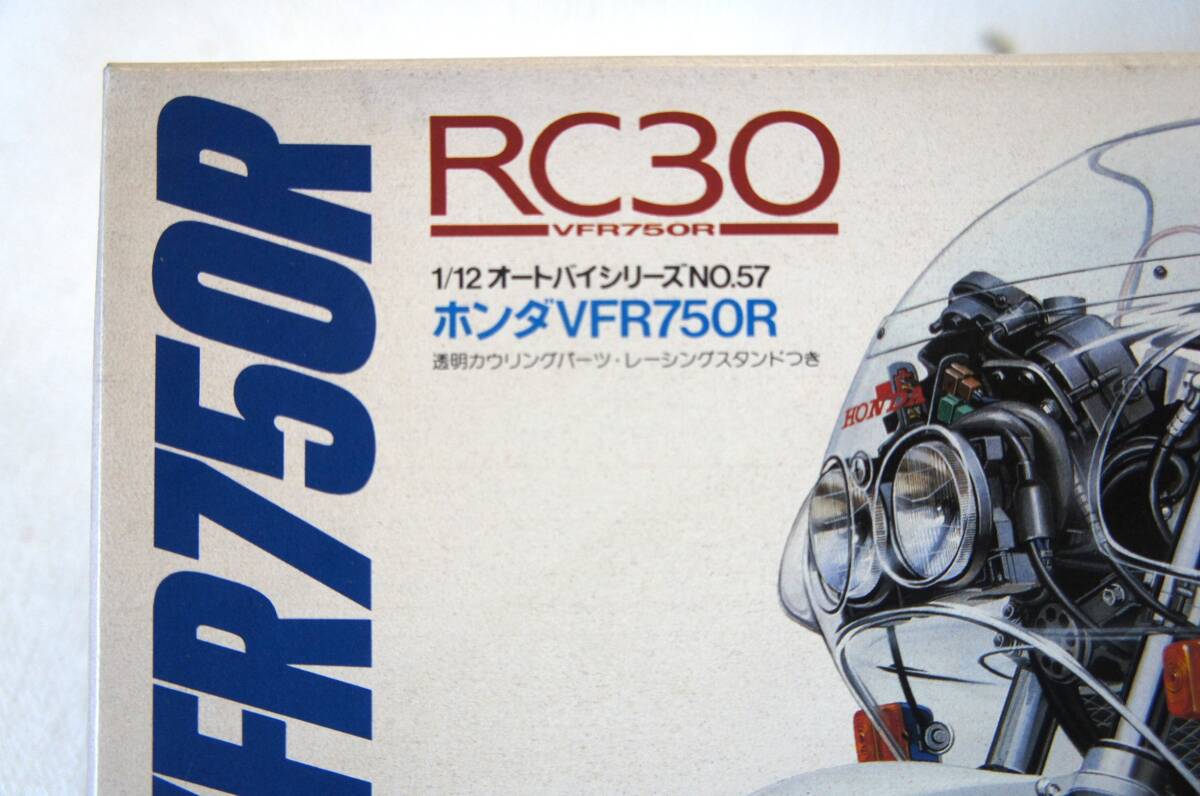 VFR750R
RC30
VFR750R
1/12 オートバイシリーズNO.57
ホンダVFR750R
透明カウリングパーツ・レーシングスタンドつき
HONDA